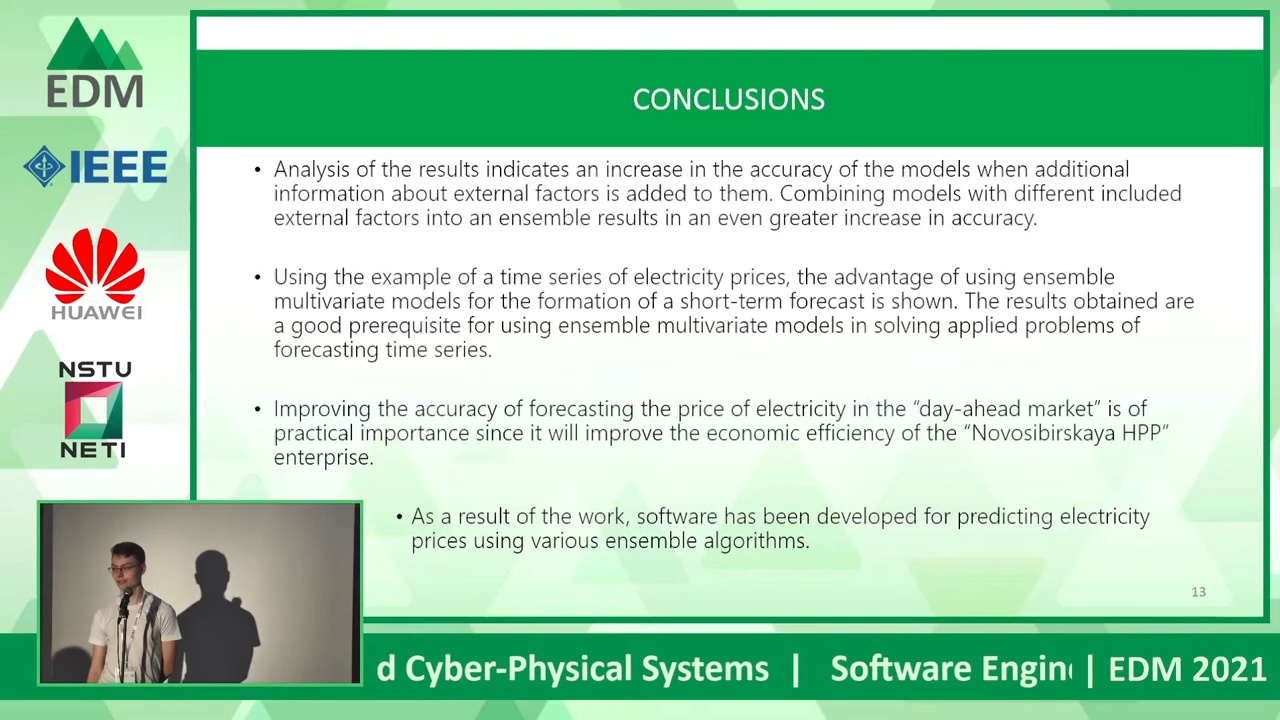 EDM
IEEE
HUAWEI
NSTU
NETI
CONCLUSIONS
• Analysis of the results indicates an increase in the accuracy of the models when additional
information about external factors is added to them. Combining models with different included
external factors into an ensemble results in an even greater increase in accuracy.
• Using the example of a time series of electricity prices, the advantage of using ensemble
multivariate models for the formation of a short-term forecast is shown. The results obtained are
a good prerequisite for using ensemble multivariate models in solving applied problems of
forecasting time series.
• Improving the accuracy of forecasting the price of electricity in the “day-ahead market” is of
practical importance since it will improve the economic efficiency of the “Novosibirskaya HPP”
enterprise.
• As a result of the work, software has been developed for predicting electricity
prices using various ensemble algorithms.
13
d Cyber-Physical Systems | Software Engin | EDM 2021